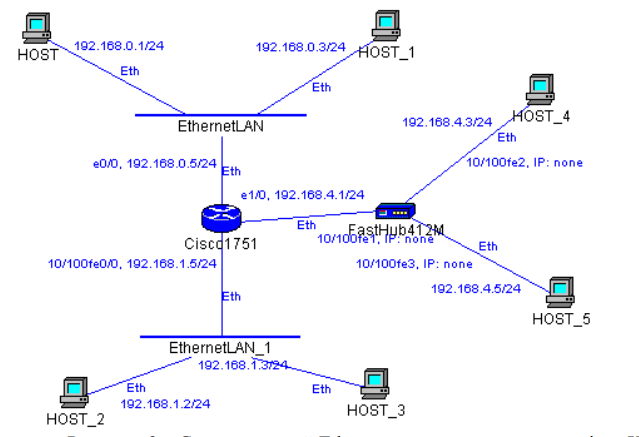 192.168.0.1/24
HOST
192.168.0.3/24
HOST_1
Eth
Eth
EthernetLAN
192.168.4.3/24
HOST_4
Eth
e0/0, 192.168.0.5/24
Eth
10/100fe2, IP: none
e1/0, 192.168.4.1/24
Eth
FastHub412M
10/100fe1, IP: none
Cisco1751
Eth
10/100fe0/0, 192.168.1.5/24
10/100fe3, IP: none
192.168.4.5/24
HOST_5
Eth
EthernetLAN_1
192.168.1.3/24
Eth
192.168.1.2/24
HOST_2
Eth
HOST_3